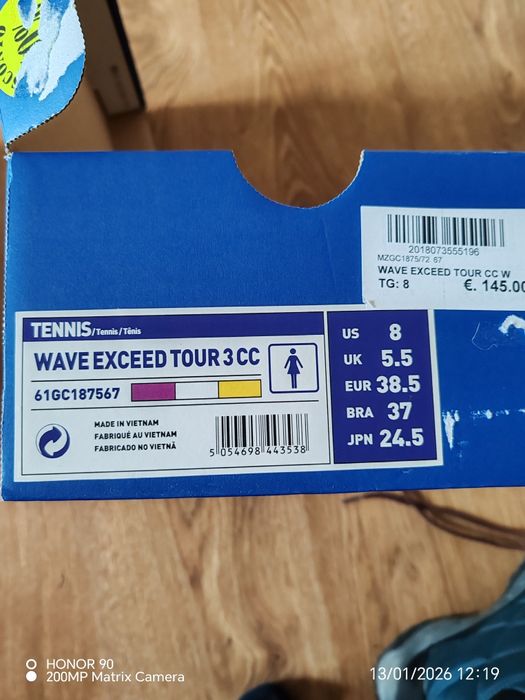 2018073555196
MZGC1875/72 67
WAVE EXCEED TOUR CC W
TG: 8 €. 145.00
TENNIS/Tennis/Tênis
WAVE EXCEED TOUR 3 CC
61GC187567
MADE IN VIETNAM
FABRIQUÉ AU VIETNAM
FABRICADO NO VIETNÃ
5 054698 443538
US 8
UK 5.5
EUR 38.5
BRA 37
JPN 24.5
HONOR 90
200MP Matrix Camera
13/01/2026 12:19